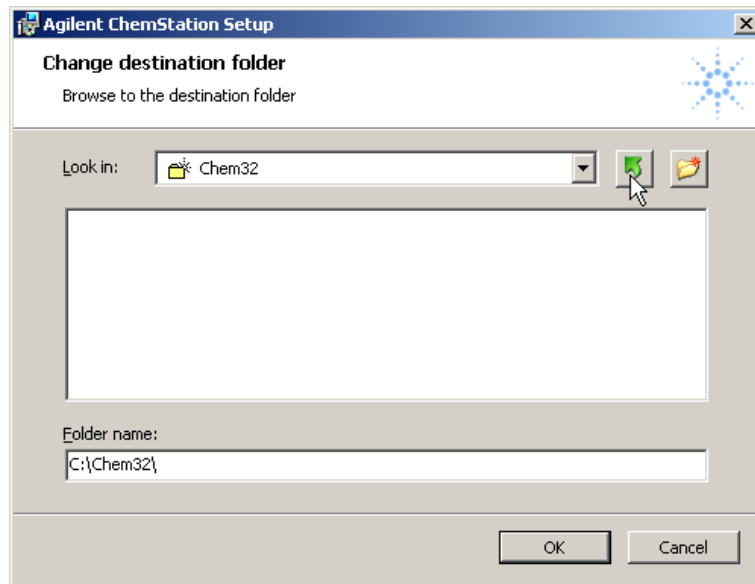 Agilent ChemStation Setup
Change destination folder
Browse to the destination folder
Look in: Chem32
Folder name:
C:\Chem32\
OK Cancel